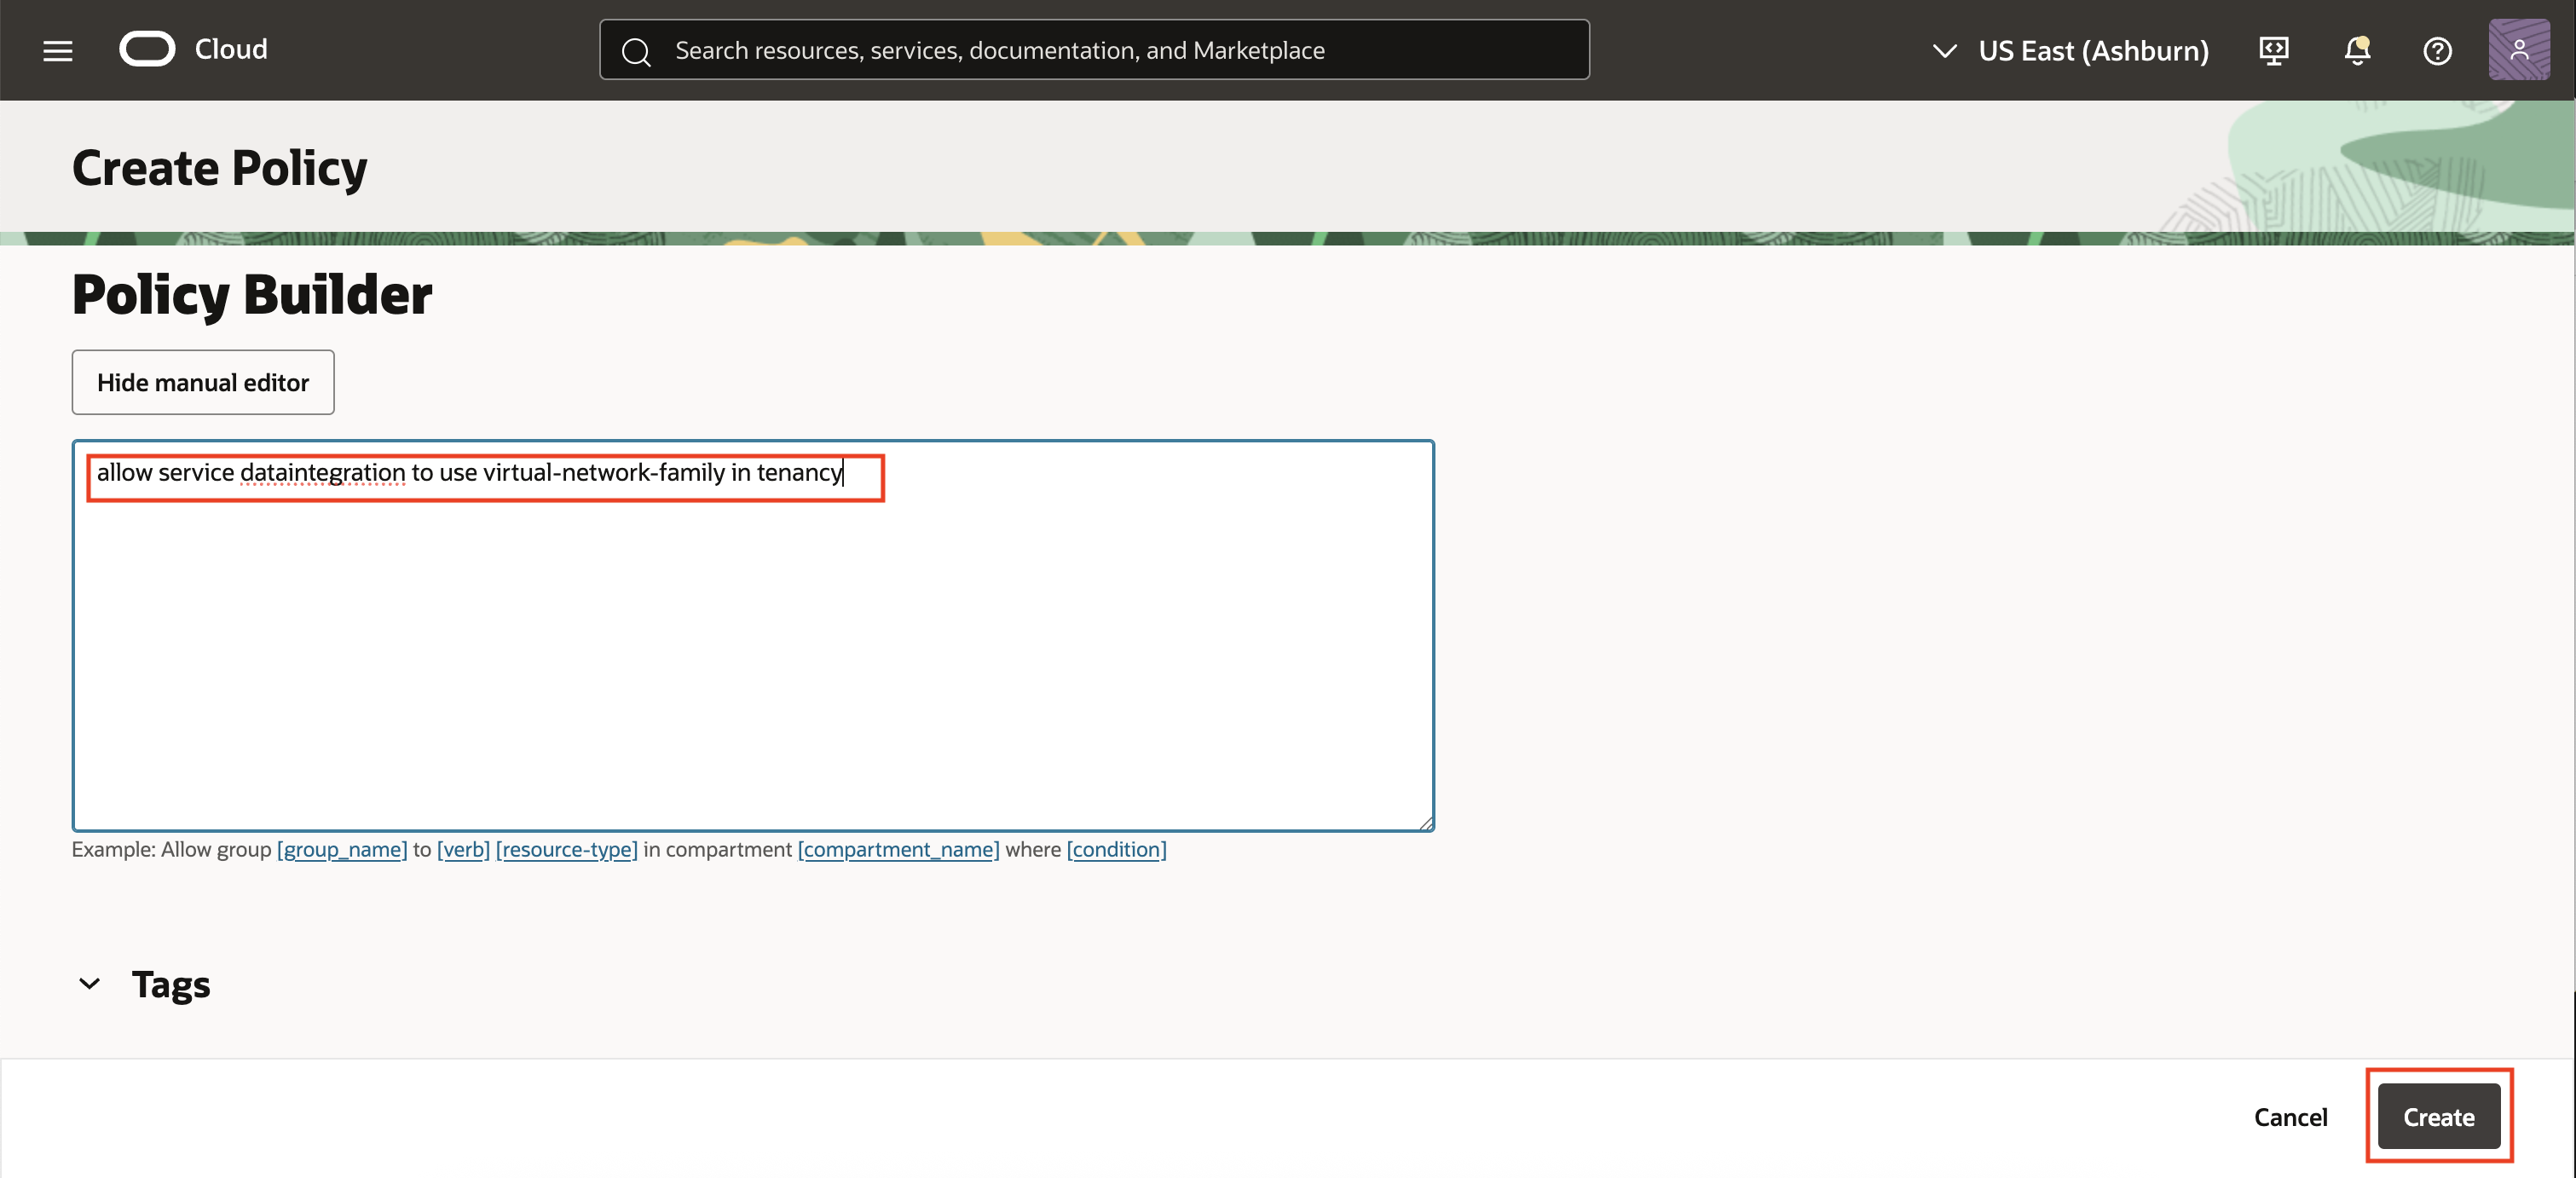 Cloud
Search resources, services, documentation, and Marketplace
US East (Ashburn)
Create Policy
Policy Builder
Hide manual editor
allow service dataintegration to use virtual-network-family in tenancy
Example: Allow group [group_name] to [verb] [resource-type] in compartment [compartment_name] where [condition]
Tags
Cancel
Create